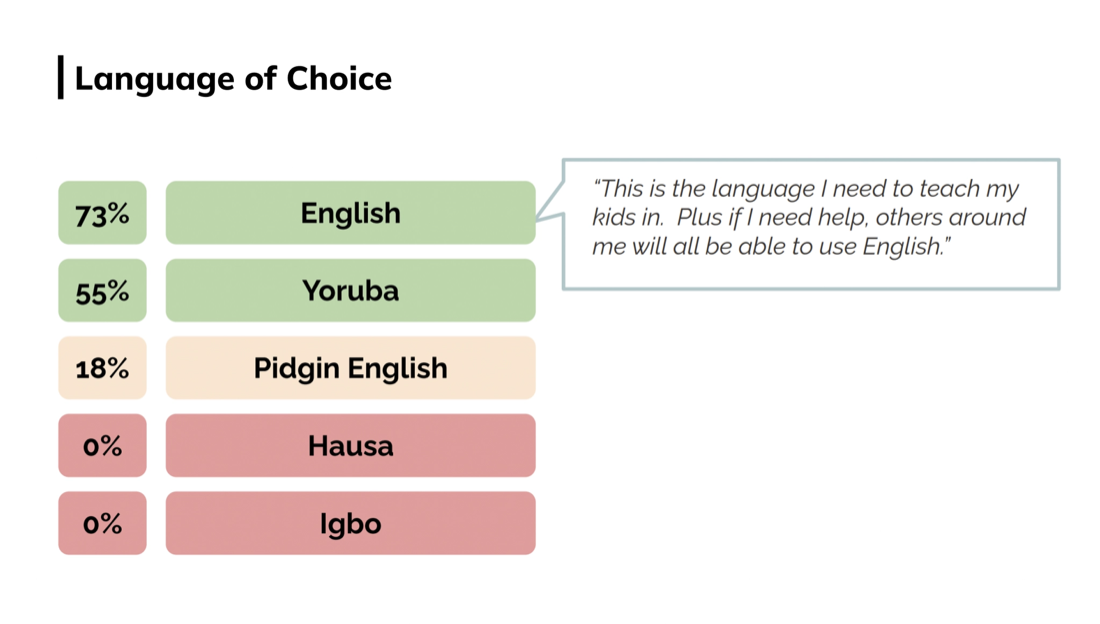 Language of Choice
73% English
“This is the language I need to teach my
kids in.  Plus if I need help, others around
me will all be able to use English.”
55% Yoruba
18% Pidgin English
0% Hausa
0% Igbo